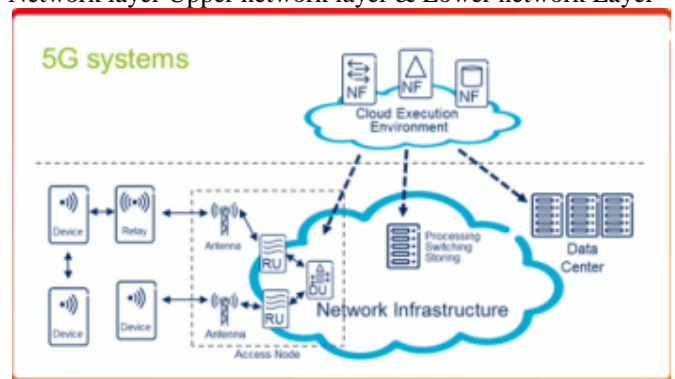 Network layer Upper network layer & Lower network Layer
5G systems
NF
NF
NF
Cloud Execution
Environment
Device
Relay
Antenna
RU
DU
Processing
Switching
Storing
Data
Center
Network Infrastructure
Device
Device
Antenna
RU
Access Node